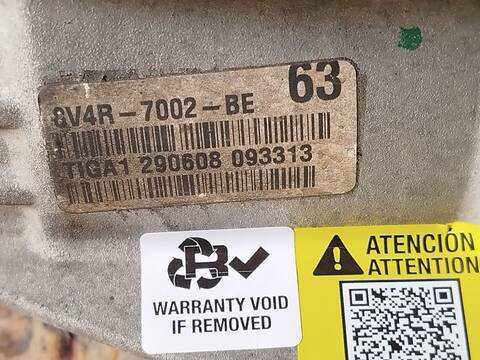 63
8V4R-7002-BE
TIGA1 290608 093313
WARRANTY VOID
IF REMOVED
ATENCIÓN
ATTENTION